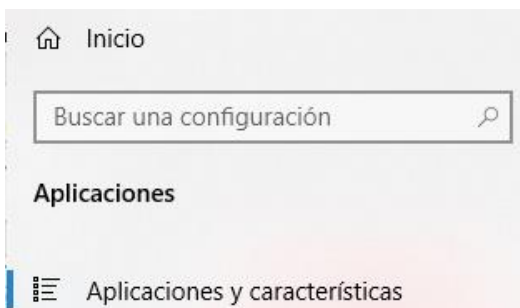 Inicio
Buscar una configuración
Aplicaciones
Aplicaciones y características